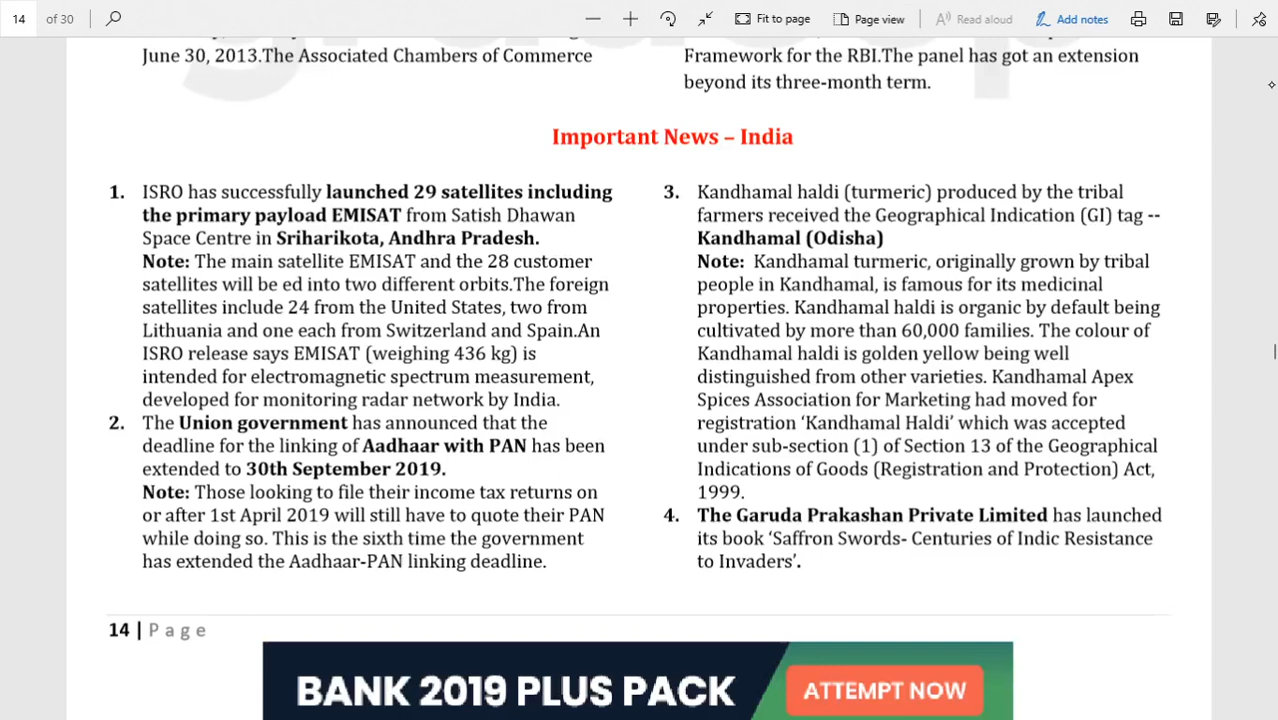 14 of 30 Fit to page Page view Read aloud Add notes
June 30, 2013.The Associated Chambers of Commerce
Framework for the RBI.The panel has got an extension
beyond its three-month term.
Important News – India
1. ISRO has successfully launched 29 satellites including
the primary payload EMISAT from Satish Dhawan
Space Centre in Sriharikota, Andhra Pradesh.
Note: The main satellite EMISAT and the 28 customer
satellites will be ed into two different orbits.The foreign
satellites include 24 from the United States, two from
Lithuania and one each from Switzerland and Spain.An
ISRO release says EMISAT (weighing 436 kg) is
intended for electromagnetic spectrum measurement,
developed for monitoring radar network by India.
2. The Union government has announced that the
deadline for the linking of Aadhaar with PAN has been
extended to 30th September 2019.
Note: Those looking to file their income tax returns on
or after 1st April 2019 will still have to quote their PAN
while doing so. This is the sixth time the government
has extended the Aadhaar-PAN linking deadline.
3. Kandhamal haldi (turmeric) produced by the tribal
farmers received the Geographical Indication (GI) tag --
Kandhamal (Odisha)
Note: Kandhamal turmeric, originally grown by tribal
people in Kandhamal, is famous for its medicinal
properties. Kandhamal haldi is organic by default being
cultivated by more than 60,000 families. The colour of
Kandhamal haldi is golden yellow being well
distinguished from other varieties. Kandhamal Apex
Spices Association for Marketing had moved for
registration ‘Kandhamal Haldi’ which was accepted
under sub-section (1) of Section 13 of the Geographical
Indications of Goods (Registration and Protection) Act,
1999.
4. The Garuda Prakashan Private Limited has launched
its book ‘Saffron Swords- Centuries of Indic Resistance
to Invaders’.
14 | Page
BANK 2019 PLUS PACK
ATTEMPT NOW